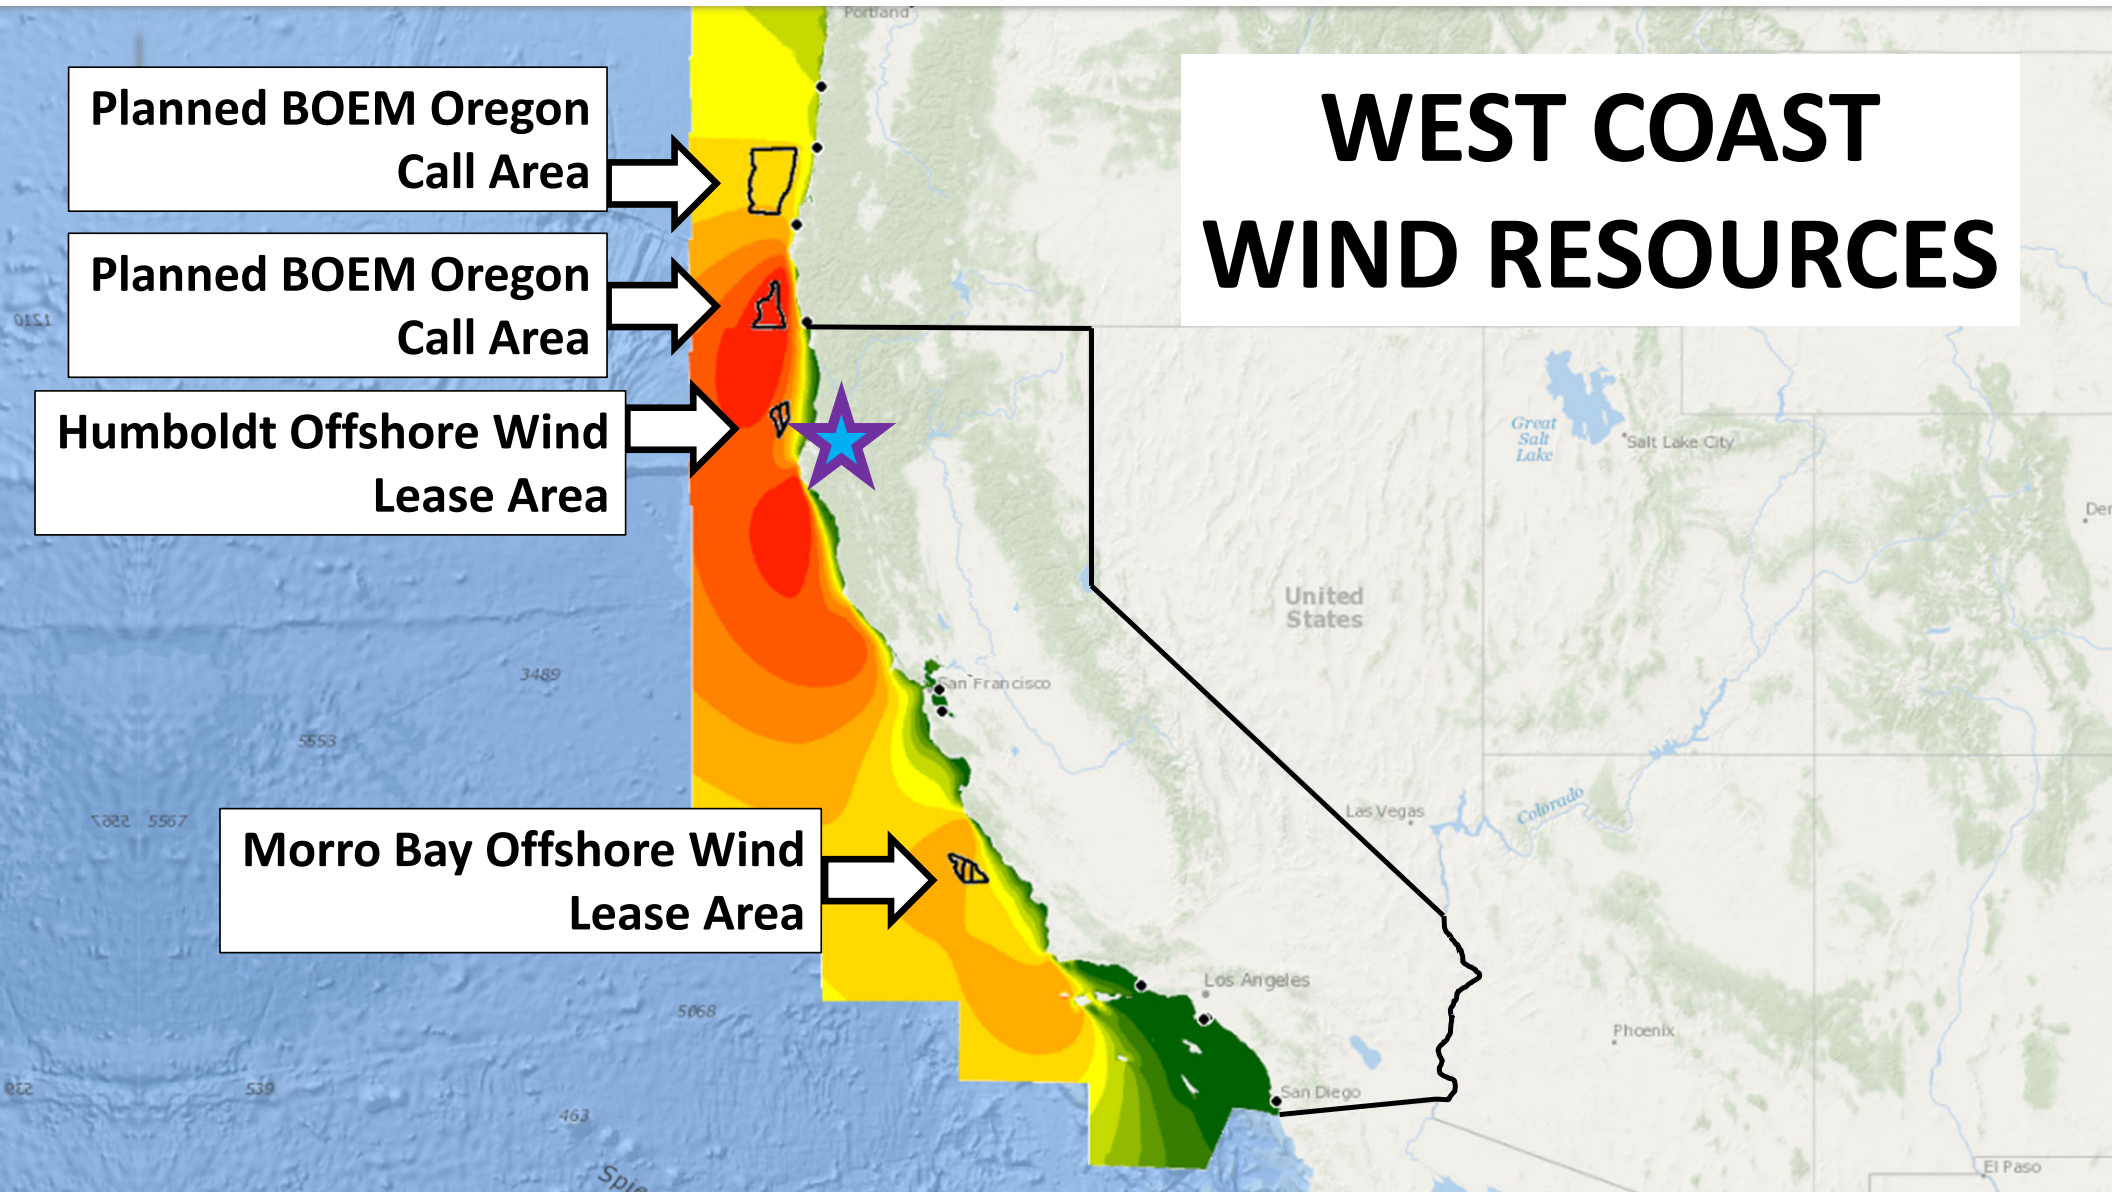 Portland
WEST COAST
WIND RESOURCES
Planned BOEM Oregon
Call Area
Planned BOEM Oregon
Call Area
Humboldt Offshore Wind
Lease Area
Great
Salt
Lake
Salt Lake City
United
States
3489
San Francisco
5553
5567
Las Vegas
Colorado
Morro Bay Offshore Wind
Lease Area
Los Angeles
5068
Phoenix
539
463
San Diego
El Paso